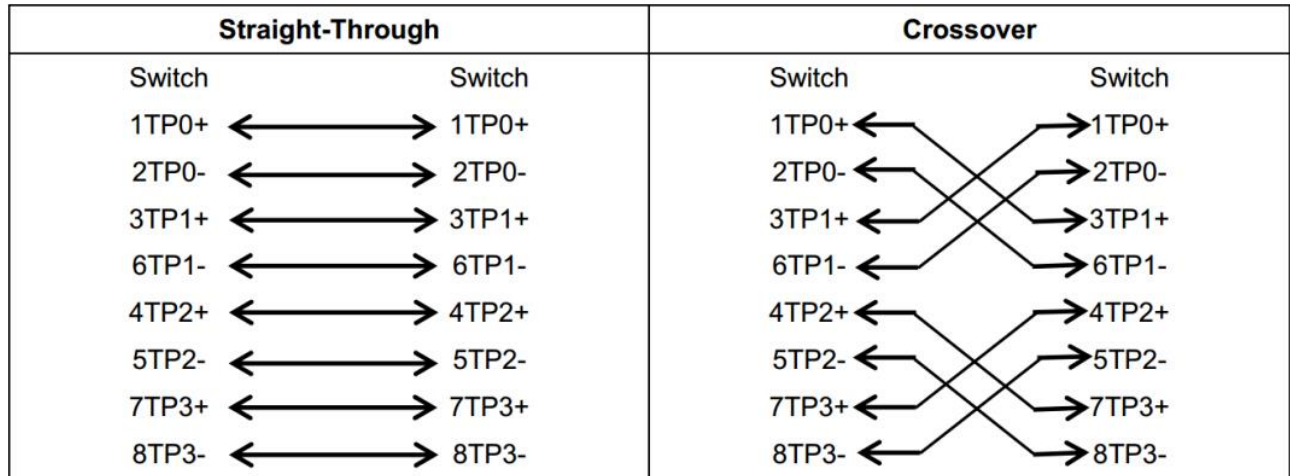 Straight-Through Crossover
Switch Switch Switch Switch
1TP0+ 1TP0+ 1TP0+ 1TP0+
2TP0- 2TP0- 2TP0- 2TP0-
3TP1+ 3TP1+ 3TP1+ 3TP1+
6TP1- 6TP1- 6TP1- 6TP1-
4TP2+ 4TP2+ 4TP2+ 4TP2+
5TP2- 5TP2- 5TP2- 5TP2-
7TP3+ 7TP3+ 7TP3+ 7TP3+
8TP3- 8TP3- 8TP3- 8TP3-